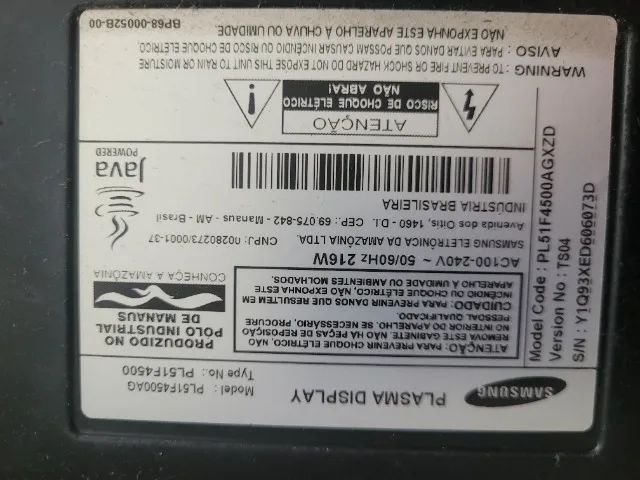 SAMSUNG
PLASMA DISPLAY
Model : PL51F4500AG
Type No.: PL51F4500
Model Code : PL51F4500AGXZD
Version No.: TS04
S/N : Y1Q93XED606073D
ATENÇÃO: PARA PREVENIR CHOQUE ELÉTRICO,
NÃO ABRA ESTE GABINETE. NÃO HÁ PEÇAS DE REPOSIÇÃO
NO INTERIOR DO APARELHO. SE NECESSÁRIO, PROCURE
PESSOAL QUALIFICADO.
CUIDADO: PARA PREVENIR DANOS QUE RESULTEM EM
INCÊNDIO OU CHOQUE ELÉTRICO, NÃO EXPONHA ESTE
APARELHO A CHUVA OU AMBIENTES MOLHADOS.
PRODUZIDO NO
POLO INDUSTRIAL
DE MANAUS
CONHEÇA A AMAZÔNIA
AC100-240V ~ 50/60Hz 216W
SAMSUNG ELETRÔNICA DA AMAZÔNIA LTDA
CNPJ: 00280273/0001-37
Avenida dos Oitis, 1460 - D.I. CEP.: 69.075-842 - Manaus - AM - Brasil
INDÚSTRIA BRASILEIRA
Java
POWERED
ATENÇÃO
RISCO DE CHOQUE ELÉTRICO
NÃO ABRA!
WARNING : TO PREVENT FIRE OR SHOCK HAZARD DO NOT EXPOSE THIS UNIT TO RAIN OR MOISTURE.
AVISO : PARA EVITAR DANOS QUE POSSAM CAUSAR INCÊNDIO OU RISCO DE CHOQUE ELÉTRICO
NÃO EXPONHA ESTE APARELHO A CHUVA OU UMIDADE
BP68-00052B-00